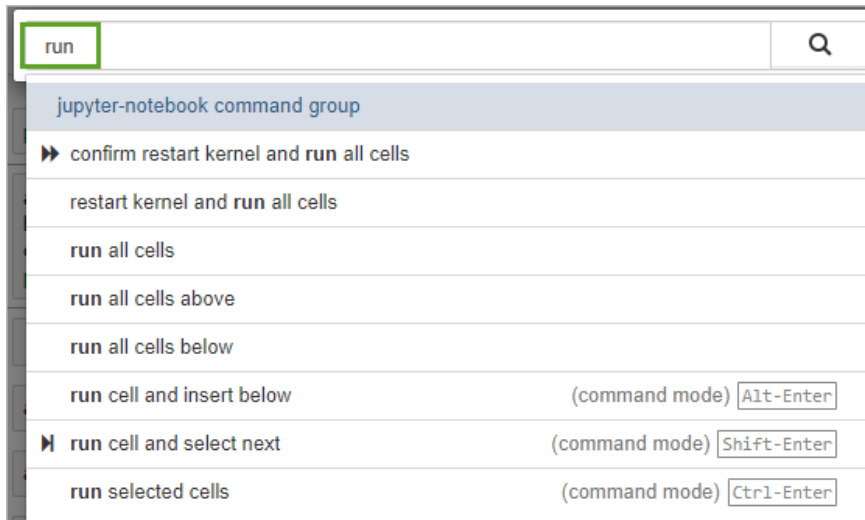 run
jupyter-notebook command group
confirm restart kernel and run all cells
restart kernel and run all cells
run all cells
run all cells above
run all cells below
run cell and insert below (command mode) Alt-Enter
run cell and select next (command mode) Shift-Enter
run selected cells (command mode) Ctrl-Enter